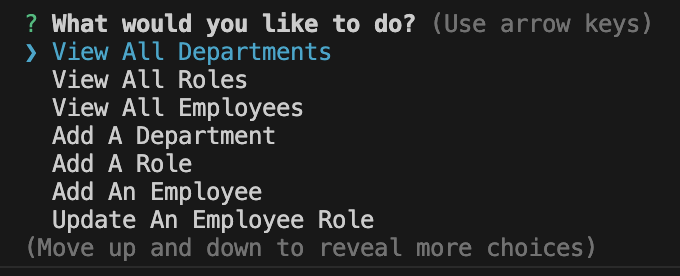 ? What would you like to do? (Use arrow keys)
❯ View All Departments
View All Roles
View All Employees
Add A Department
Add A Role
Add An Employee
Update An Employee Role
(Move up and down to reveal more choices)